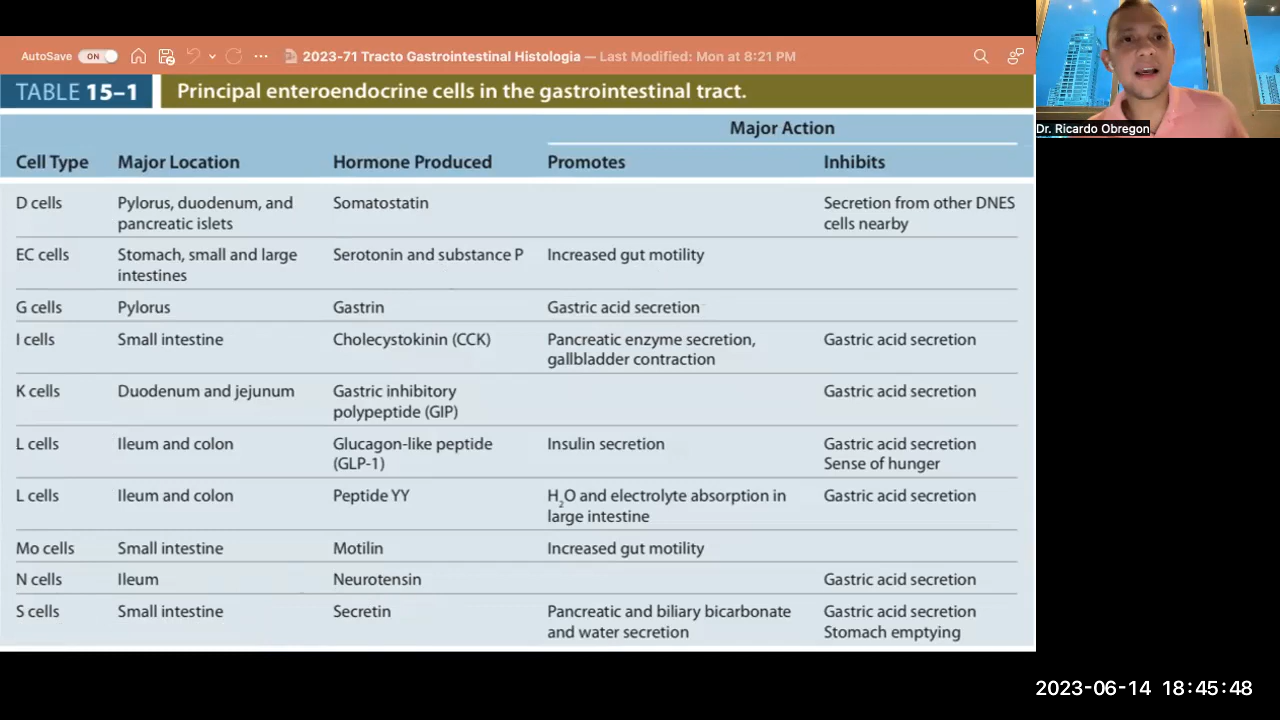 AutoSave ON ... 2023-71 Tracto Gastrointestinal Histologia — Last Modified: Mon at 8:21 PM
TABLE 15–1 Principal enteroendocrine cells in the gastrointestinal tract.
Major Action
Cell Type Major Location Hormone Produced Promotes Inhibits
D cells Pylorus, duodenum, and Somatostatin Secretion from other DNES
pancreatic islets cells nearby
EC cells Stomach, small and large Serotonin and substance P Increased gut motility
intestines
G cells Pylorus Gastrin Gastric acid secretion
I cells Small intestine Cholecystokinin (CCK) Pancreatic enzyme secretion, Gastric acid secretion
gallbladder contraction
K cells Duodenum and jejunum Gastric inhibitory Gastric acid secretion
polypeptide (GIP)
L cells Ileum and colon Glucagon-like peptide Insulin secretion Gastric acid secretion
(GLP-1) Sense of hunger
L cells Ileum and colon Peptide YY H₂O and electrolyte absorption in Gastric acid secretion
large intestine
Mo cells Small intestine Motilin Increased gut motility
N cells Ileum Neurotensin Gastric acid secretion
S cells Small intestine Secretin Pancreatic and biliary bicarbonate Gastric acid secretion
and water secretion Stomach emptying
Dr. Ricardo Obregon
2023-06-14 18:45:48